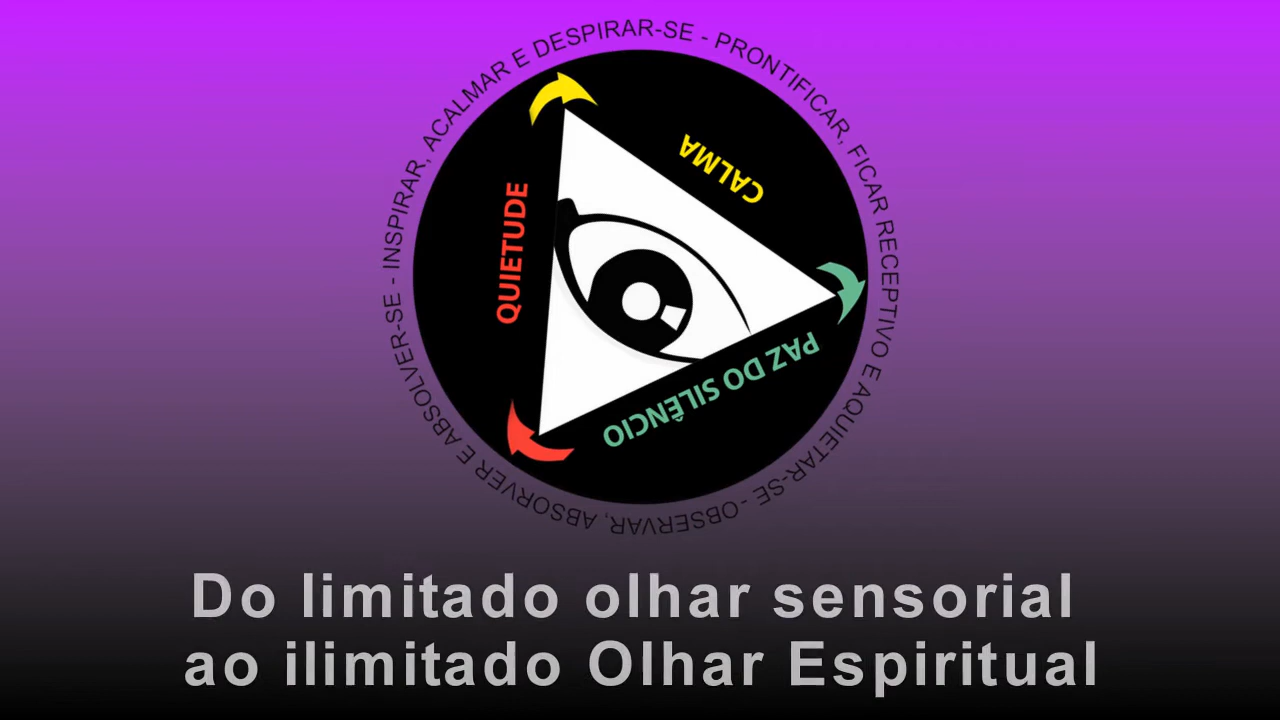 - INSPIRAR, ACALMAR E DESPIRAR-SE - PRONTIFICAR, FICAR RECEPTIVO E AQUIETAR-SE - OBSERVAR, ABSORVER E ABSOLVER-SE
CALMA
QUIETUDE
PAZ DO SILÊNCIO
Do limitado olhar sensorial
ao ilimitado Olhar Espiritual